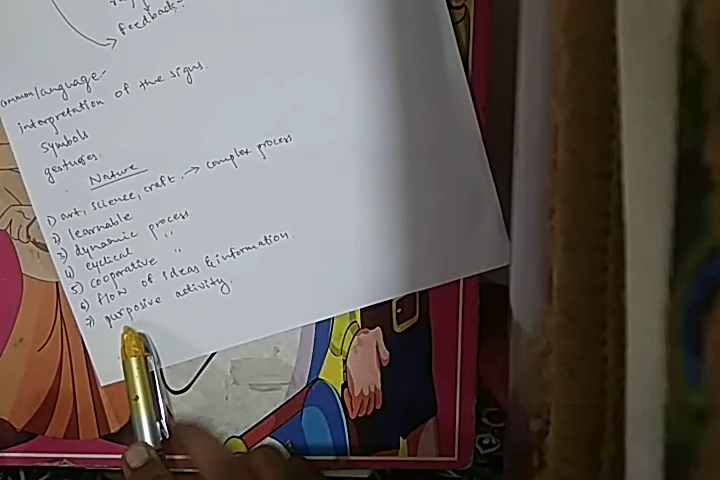 feedback
common language-
interpretation of the signs.
symbols
gestures.
Nature
1) art, science, craft. → complex process
2) learnable
3) dynamic process
4) cyclical "
5) cooperative "
6) flow of ideas & information.
7) purposive activity.